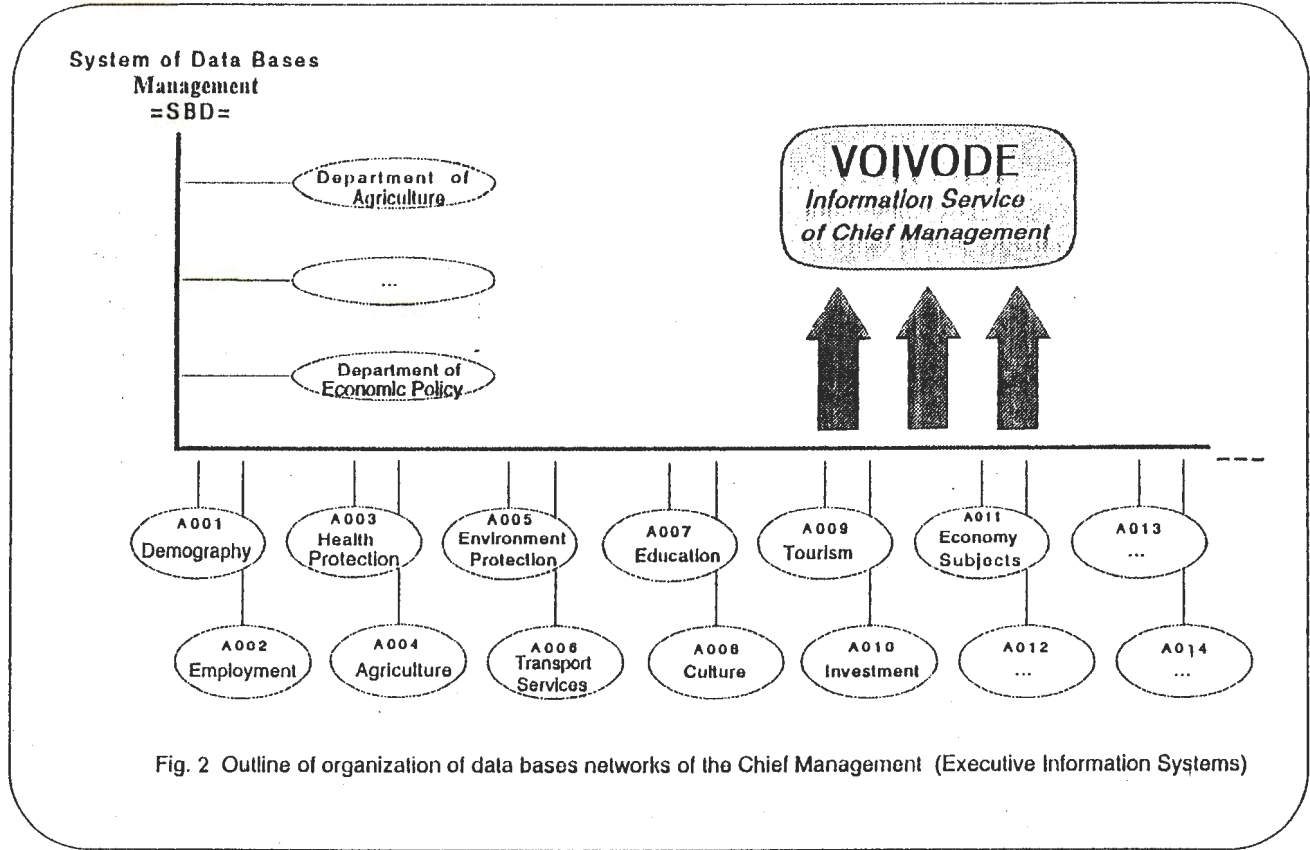 System of Data Bases
Management
=SBD=
Department of
Agriculture
...
Department of
Economic Policy
VOIVODE
Information Service
of Chief Management
A001
Demography
A003
Health
Protection
A005
Environment
Protection
A007
Education
A009
Tourism
A011
Economy
Subjects
A013
...
A002
Employment
A004
Agriculture
A006
Transport
Services
A008
Culture
A010
Investment
A012
...
A014
...
Fig. 2 Outline of organization of data bases networks of the Chief Management (Executive Information Systems)